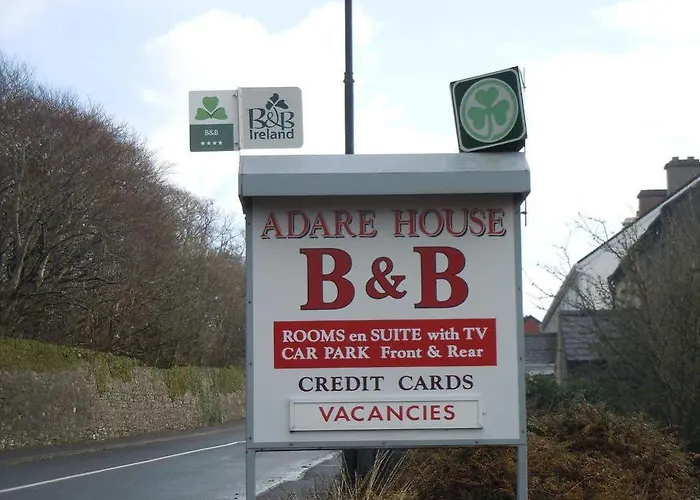 B&B
★★★★
B&B
Ireland
ADARE HOUSE
B&B
ROOMS en SUITE with TV
CAR PARK Front & Rear
CREDIT CARDS
VACANCIES